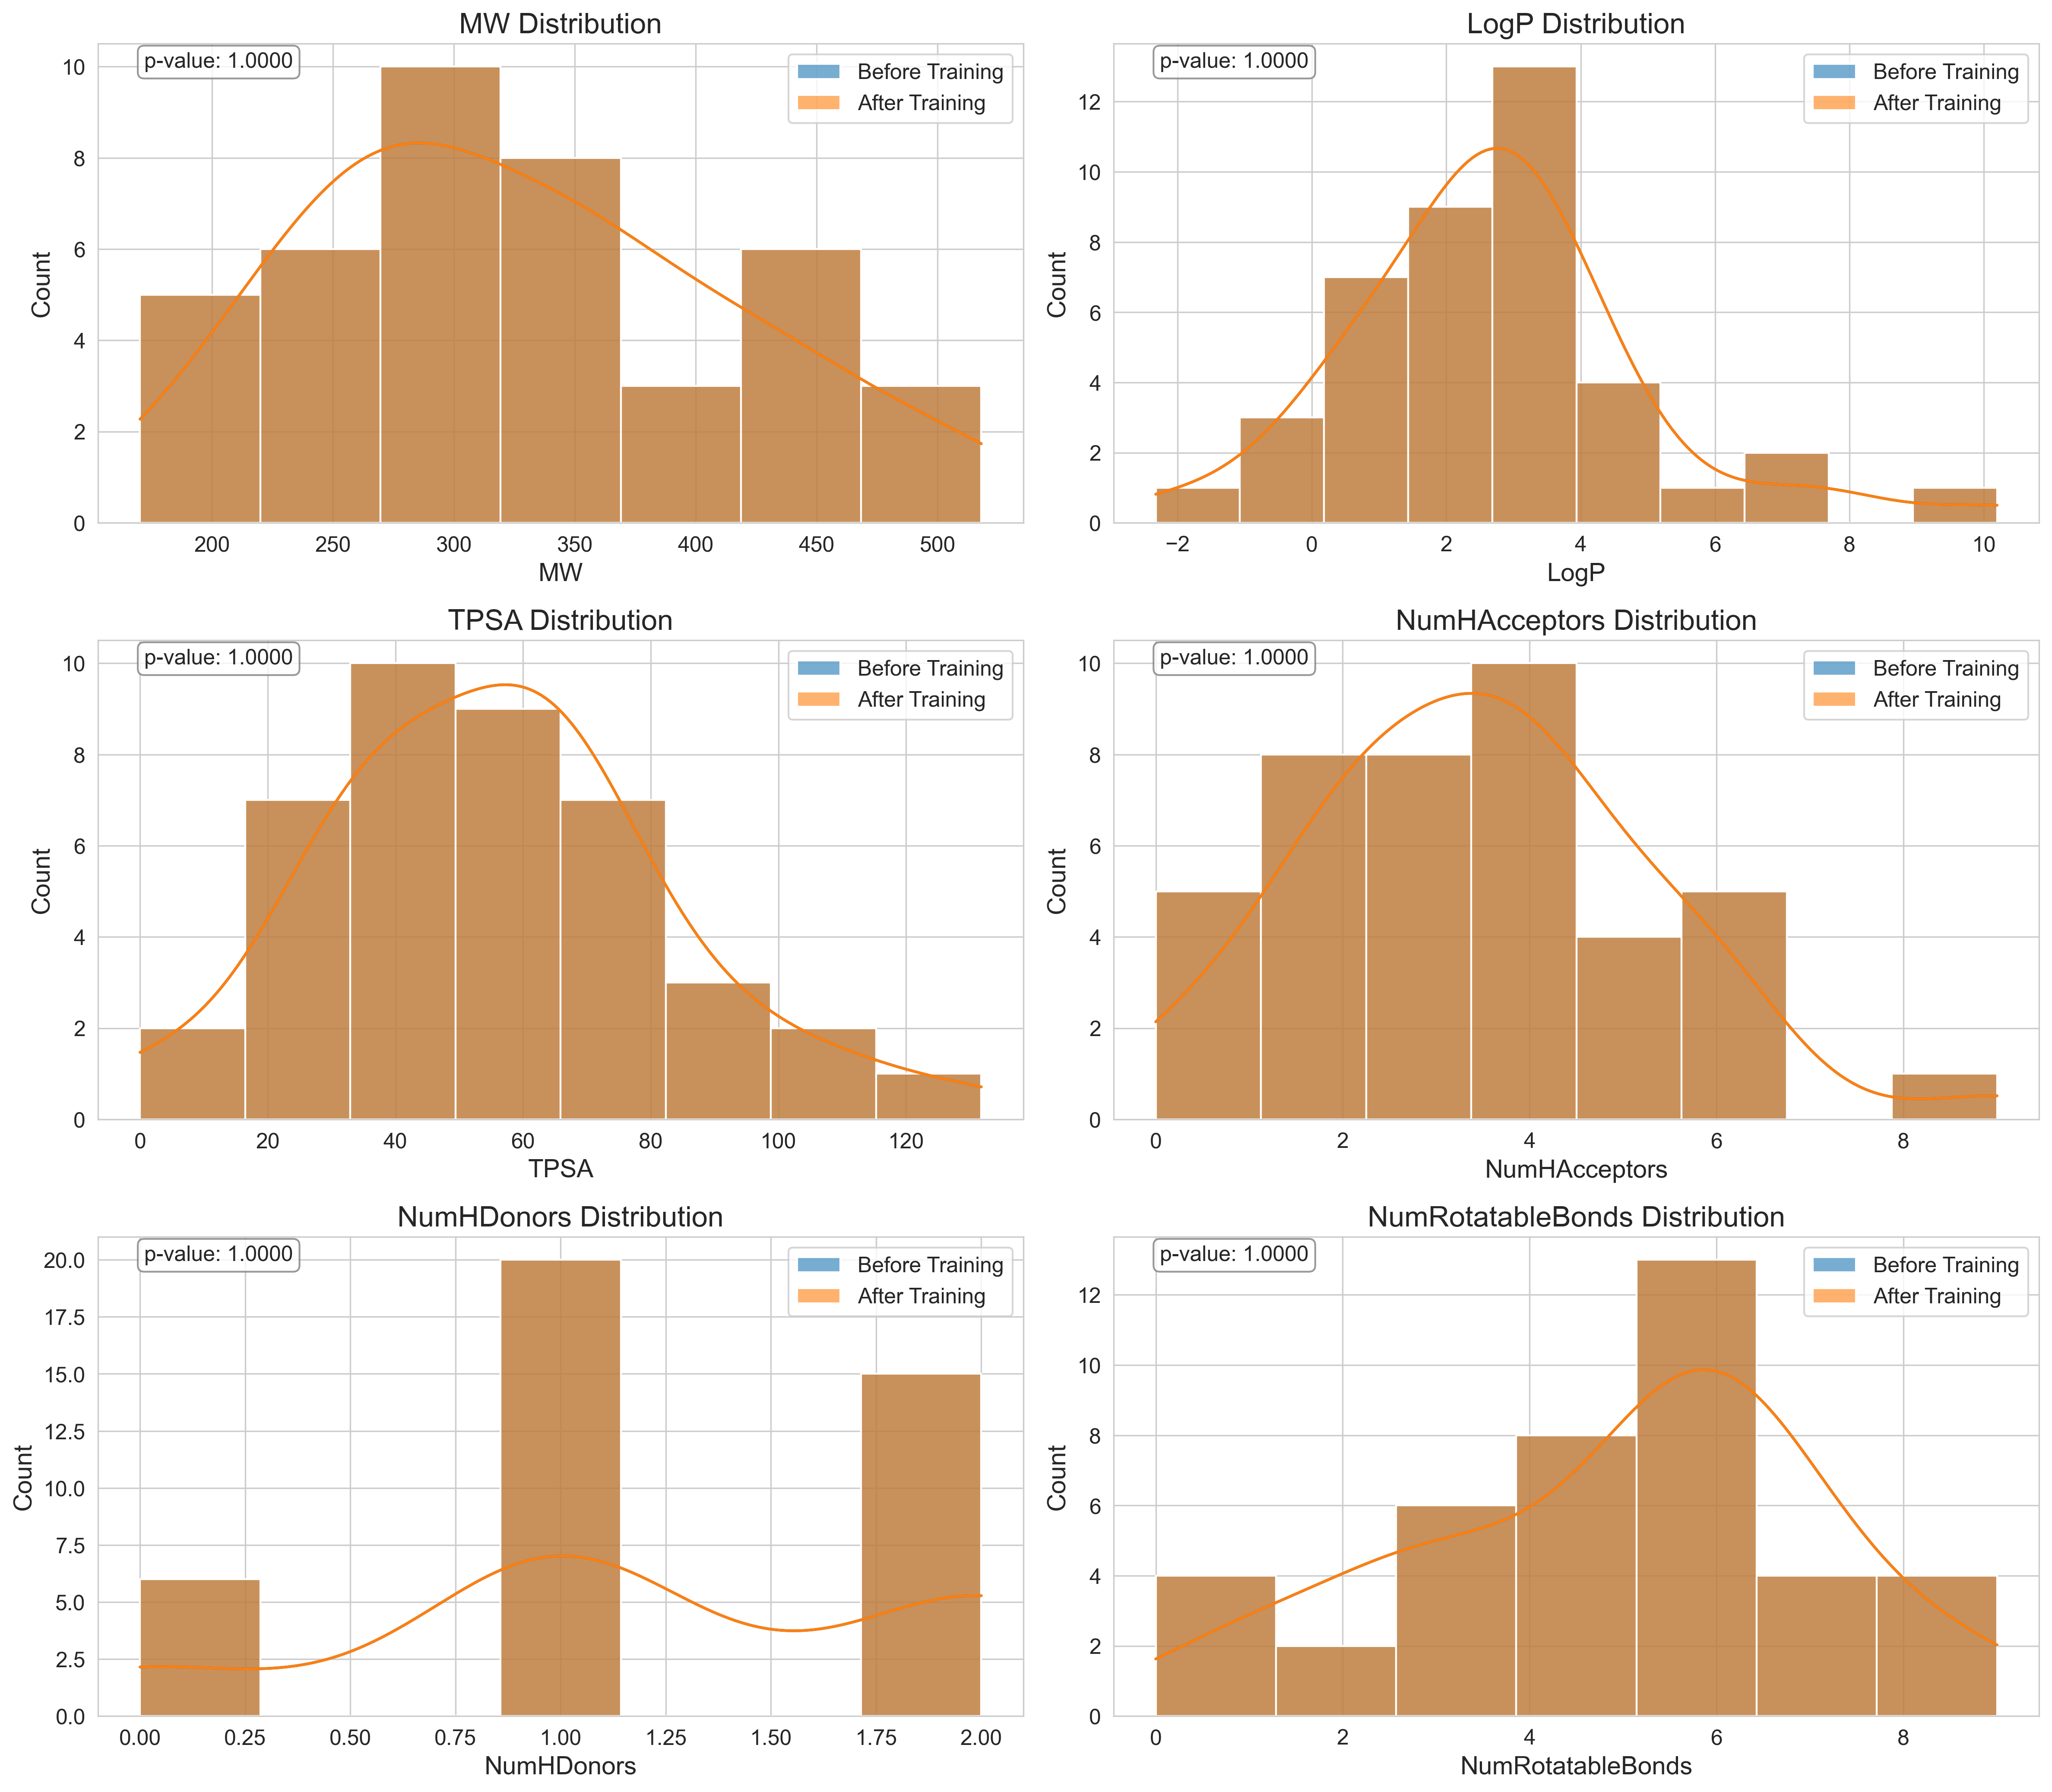 MW Distribution
p-value: 1.0000
Before Training
After Training
10
8
6
4
2
0
Count
200 250 300 350 400 450 500
MW
LogP Distribution
p-value: 1.0000
Before Training
After Training
12
10
8
6
4
2
0
Count
−2 0 2 4 6 8 10
LogP
TPSA Distribution
p-value: 1.0000
Before Training
After Training
10
8
6
4
2
0
Count
0 20 40 60 80 100 120
TPSA
NumHAcceptors Distribution
p-value: 1.0000
Before Training
After Training
10
8
6
4
2
0
Count
0 2 4 6 8
NumHAcceptors
NumHDonors Distribution
p-value: 1.0000
Before Training
After Training
20.0
17.5
15.0
12.5
10.0
7.5
5.0
2.5
0.0
Count
0.00 0.25 0.50 0.75 1.00 1.25 1.50 1.75 2.00
NumHDonors
NumRotatableBonds Distribution
p-value: 1.0000
Before Training
After Training
12
10
8
6
4
2
0
Count
0 2 4 6 8
NumRotatableBonds